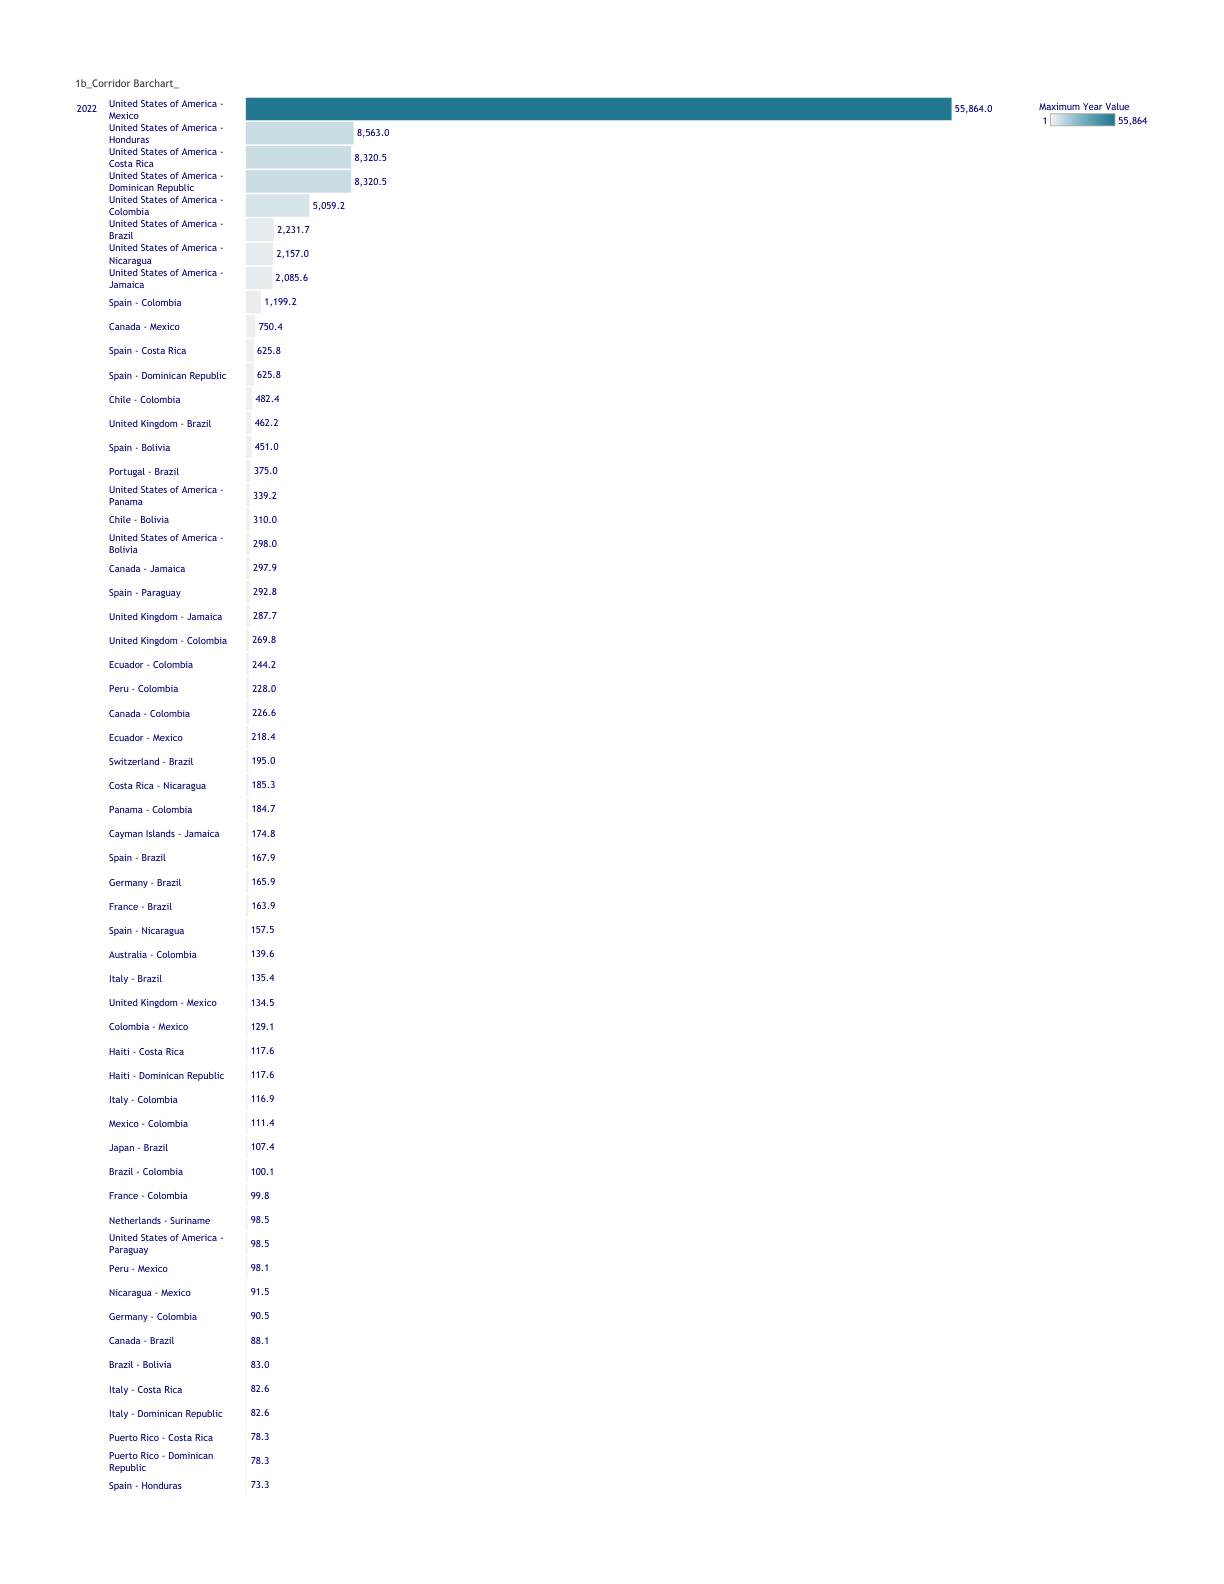 1b_Corridor Barchart_
Maximum Year Value
1 55,864
2022 United States of America -
Mexico 55,864.0
United States of America -
Honduras 8,563.0
United States of America -
Costa Rica 8,320.5
United States of America -
Dominican Republic 8,320.5
United States of America -
Colombia 5,059.2
United States of America -
Brazil 2,231.7
United States of America -
Nicaragua 2,157.0
United States of America -
Jamaica 2,085.6
Spain - Colombia 1,199.2
Canada - Mexico 750.4
Spain - Costa Rica 625.8
Spain - Dominican Republic 625.8
Chile - Colombia 482.4
United Kingdom - Brazil 462.2
Spain - Bolivia 451.0
Portugal - Brazil 375.0
United States of America -
Panama 339.2
Chile - Bolivia 310.0
United States of America -
Bolivia 298.0
Canada - Jamaica 297.9
Spain - Paraguay 292.8
United Kingdom - Jamaica 287.7
United Kingdom - Colombia 269.8
Ecuador - Colombia 244.2
Peru - Colombia 228.0
Canada - Colombia 226.6
Ecuador - Mexico 218.4
Switzerland - Brazil 195.0
Costa Rica - Nicaragua 185.3
Panama - Colombia 184.7
Cayman Islands - Jamaica 174.8
Spain - Brazil 167.9
Germany - Brazil 165.9
France - Brazil 163.9
Spain - Nicaragua 157.5
Australia - Colombia 139.6
Italy - Brazil 135.4
United Kingdom - Mexico 134.5
Colombia - Mexico 129.1
Haiti - Costa Rica 117.6
Haiti - Dominican Republic 117.6
Italy - Colombia 116.9
Mexico - Colombia 111.4
Japan - Brazil 107.4
Brazil - Colombia 100.1
France - Colombia 99.8
Netherlands - Suriname 98.5
United States of America -
Paraguay 98.5
Peru - Mexico 98.1
Nicaragua - Mexico 91.5
Germany - Colombia 90.5
Canada - Brazil 88.1
Brazil - Bolivia 83.0
Italy - Costa Rica 82.6
Italy - Dominican Republic 82.6
Puerto Rico - Costa Rica 78.3
Puerto Rico - Dominican
Republic 78.3
Spain - Honduras 73.3